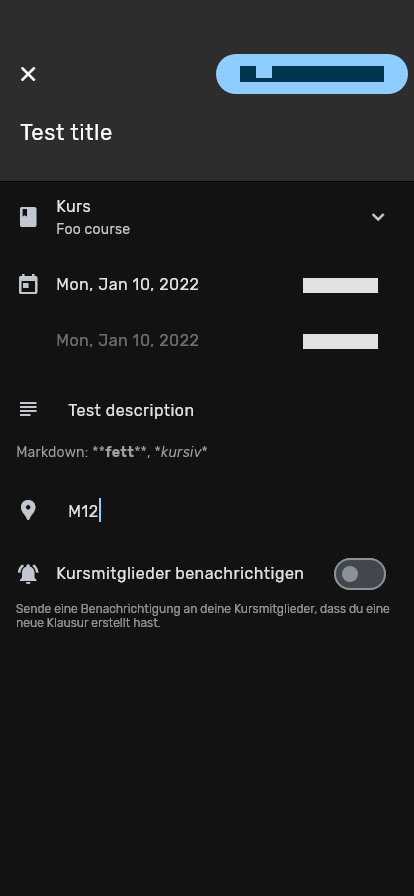 Test title
Kurs
Foo course
Mon, Jan 10, 2022
Mon, Jan 10, 2022
Test description
Markdown: **fett**, *kursiv*
M12
Kursmitglieder benachrichtigen
Sende eine Benachrichtigung an deine Kursmitglieder, dass du eine
neue Klausur erstellt hast.